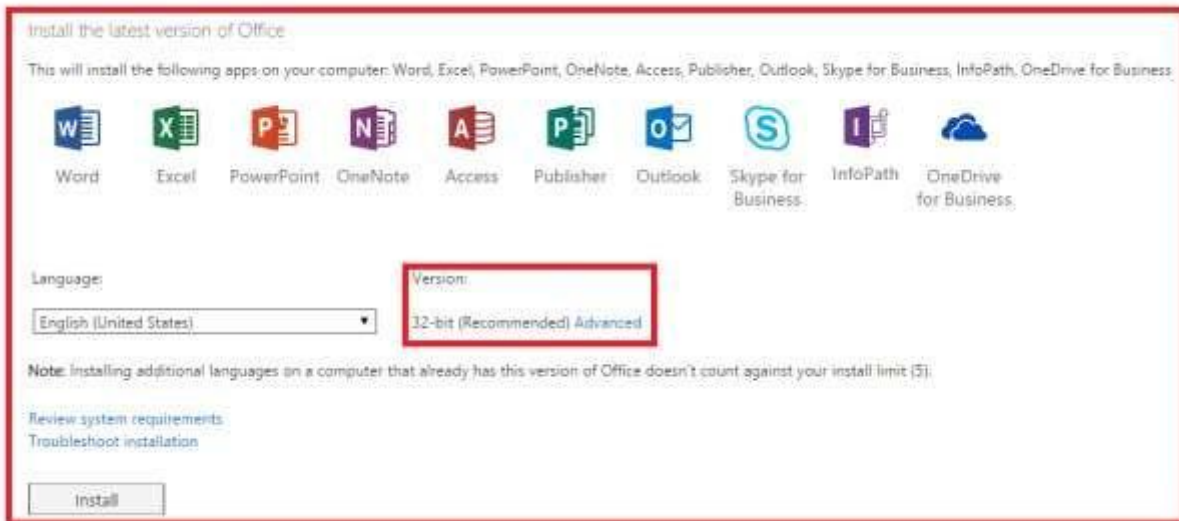 Install the latest version of Office
This will install the following apps on your computer: Word, Excel, PowerPoint, OneNote, Access, Publisher, Outlook, Skype for Business, InfoPath, OneDrive for Business
Word Excel PowerPoint OneNote Access Publisher Outlook Skype for Business InfoPath OneDrive for Business
Language: Version:
English (United States) 32-bit (Recommended) Advanced
Note: Installing additional languages on a computer that already has this version of Office doesn't count against your install limit (5).
Review system requirements
Troubleshoot installation
Install